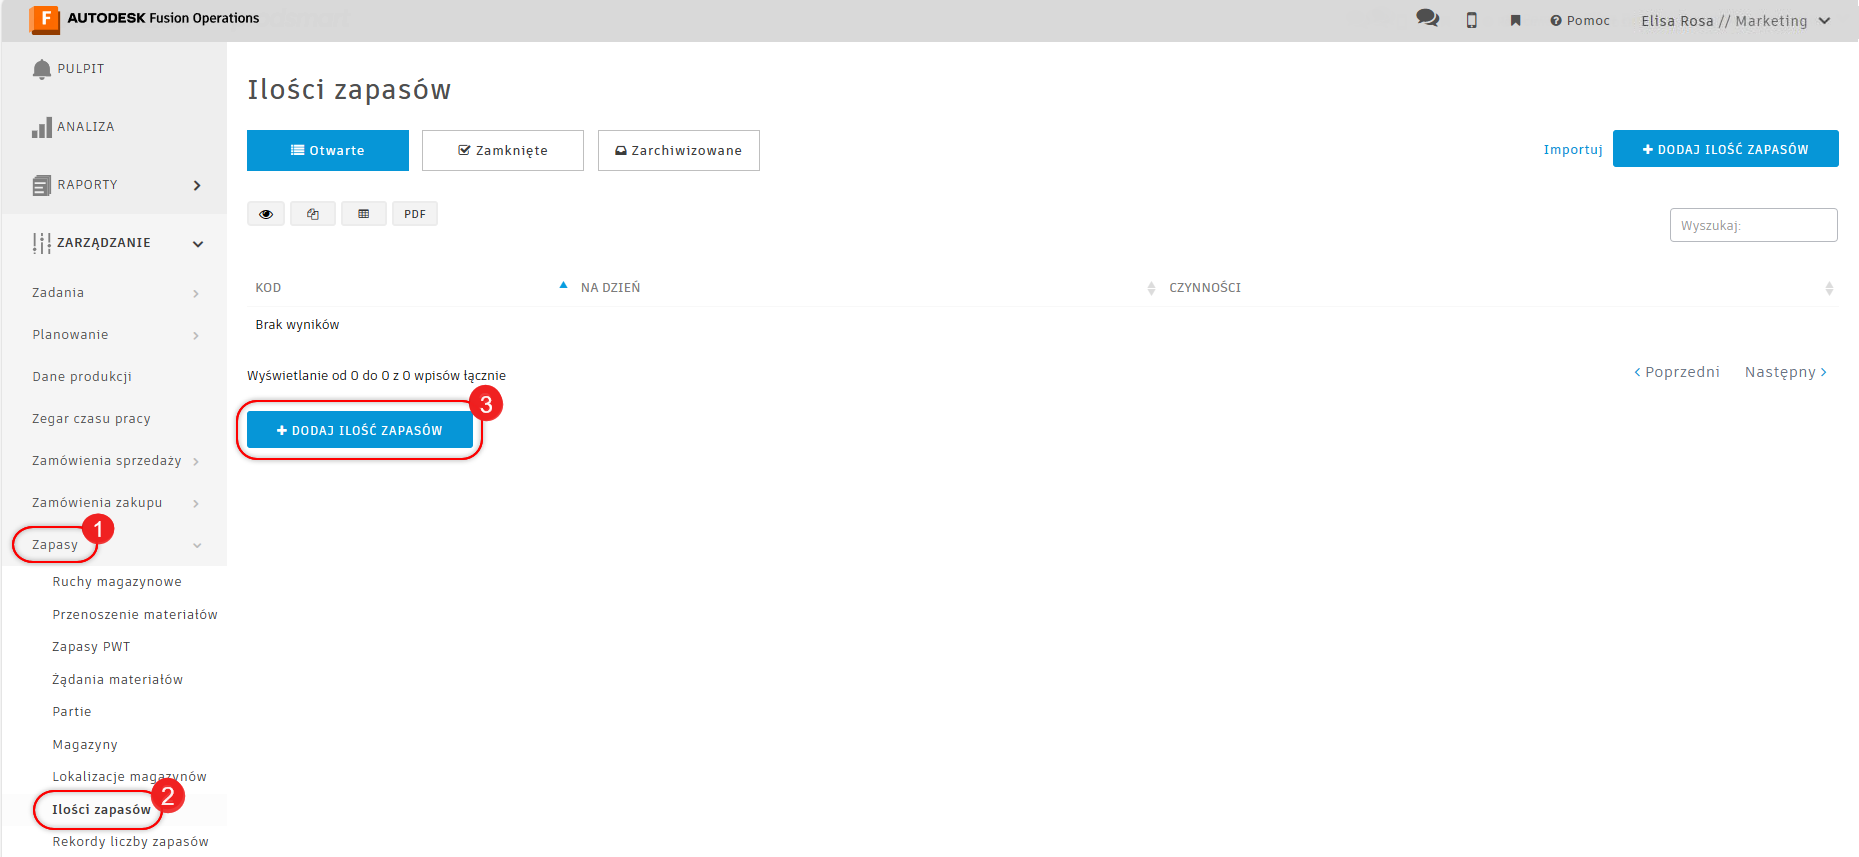 F AUTODESK Fusion Operations
Pomoc
Elisa Rosa // Marketing
PULPIT
ANALIZA
RAPORTY
ZARZĄDZANIE
Zadania
Planowanie
Dane produkcji
Zegar czasu pracy
Zamówienia sprzedaży
Zamówienia zakupu
Zapasy
1
Ruchy magazynowe
Przenoszenie materiałów
Zapasy PWT
Żądania materiałów
Partie
Magazyny
Lokalizacje magazynów
Ilości zapasów
2
Rekordy liczby zapasów
Ilości zapasów
Otwarte
Zamknięte
Zarchiwizowane
Importuj
+ DODAJ ILOŚĆ ZAPASÓW
PDF
Wyszukaj:
KOD
NA DZIEŃ
CZYNNOŚCI
Brak wyników
Wyświetlanie od 0 do 0 z 0 wpisów łącznie
< Poprzedni
Następny >
3
+ DODAJ ILOŚĆ ZAPASÓW